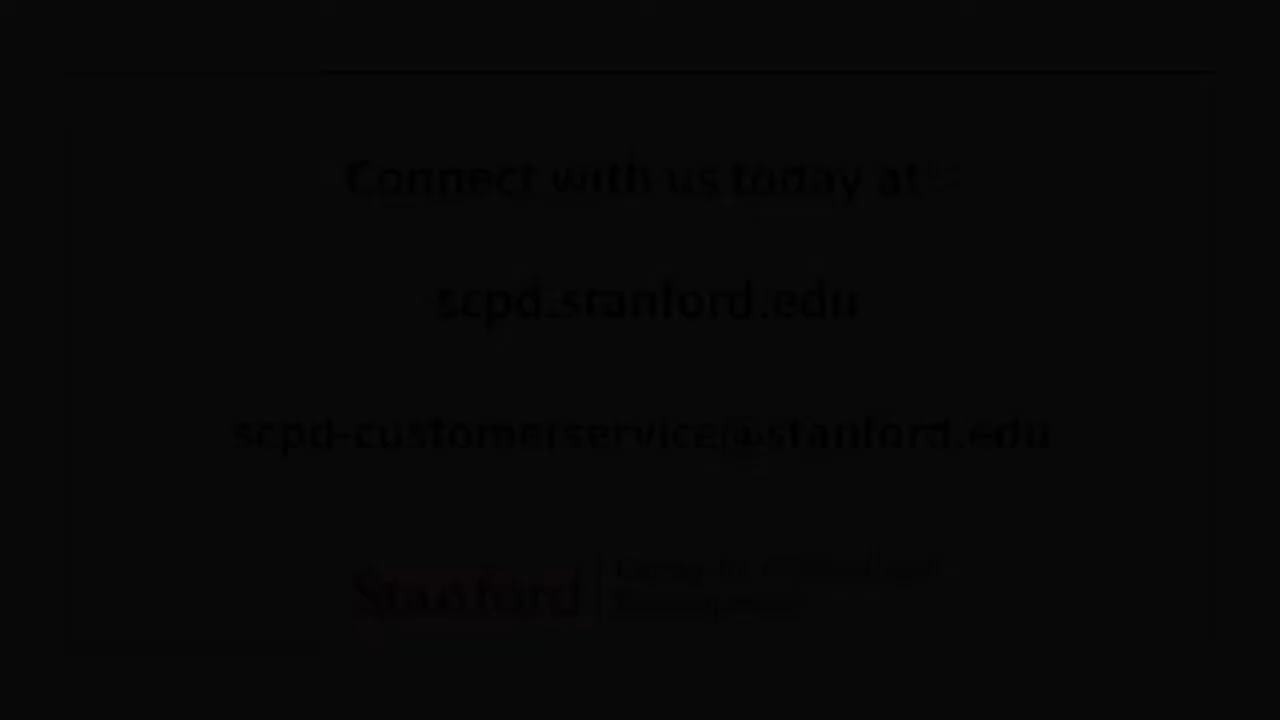 Connect with us today at
scpd.stanford.edu
scpd-customerservice@stanford.edu
Stanford